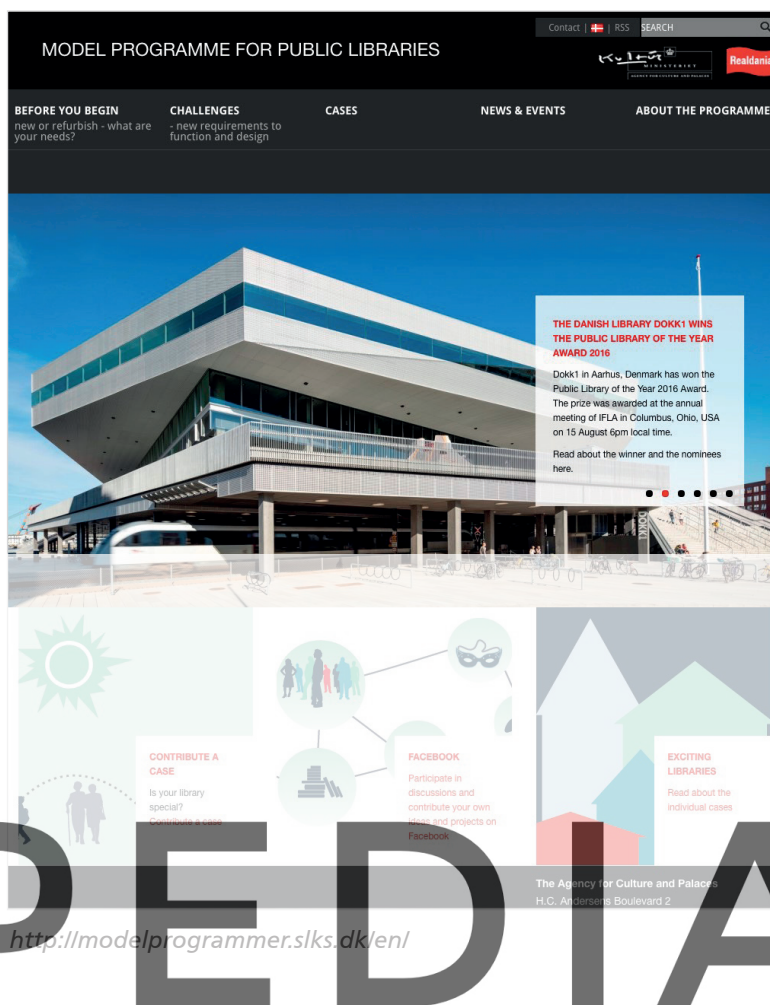 Contact | | RSS SEARCH
MODEL PROGRAMME FOR PUBLIC LIBRARIES
MINISTERIET
AGENCY FOR CULTURE AND PALACES
Realdania
BEFORE YOU BEGIN
new or refurbish - what are
your needs?
CHALLENGES
- new requirements to
function and design
CASES
NEWS & EVENTS
ABOUT THE PROGRAMME
THE DANISH LIBRARY DOKK1 WINS
THE PUBLIC LIBRARY OF THE YEAR
AWARD 2016
Dokk1 in Aarhus, Denmark has won the
Public Library of the Year 2016 Award.
The prize was awarded at the annual
meeting of IFLA in Columbus, Ohio, USA
on 15 August 6pm local time.
Read about the winner and the nominees
here.
DOKK1
CONTRIBUTE A
CASE
Is your library
special?
Contribute a case
FACEBOOK
Participate in
discussions and
contribute your own
ideas and projects on
Facebook
EXCITING
LIBRARIES
Read about the
individual cases
The Agency for Culture and Palaces
H.C. Andersens Boulevard 2
http://modelprogrammer.slks.dk/en/
PEDIA